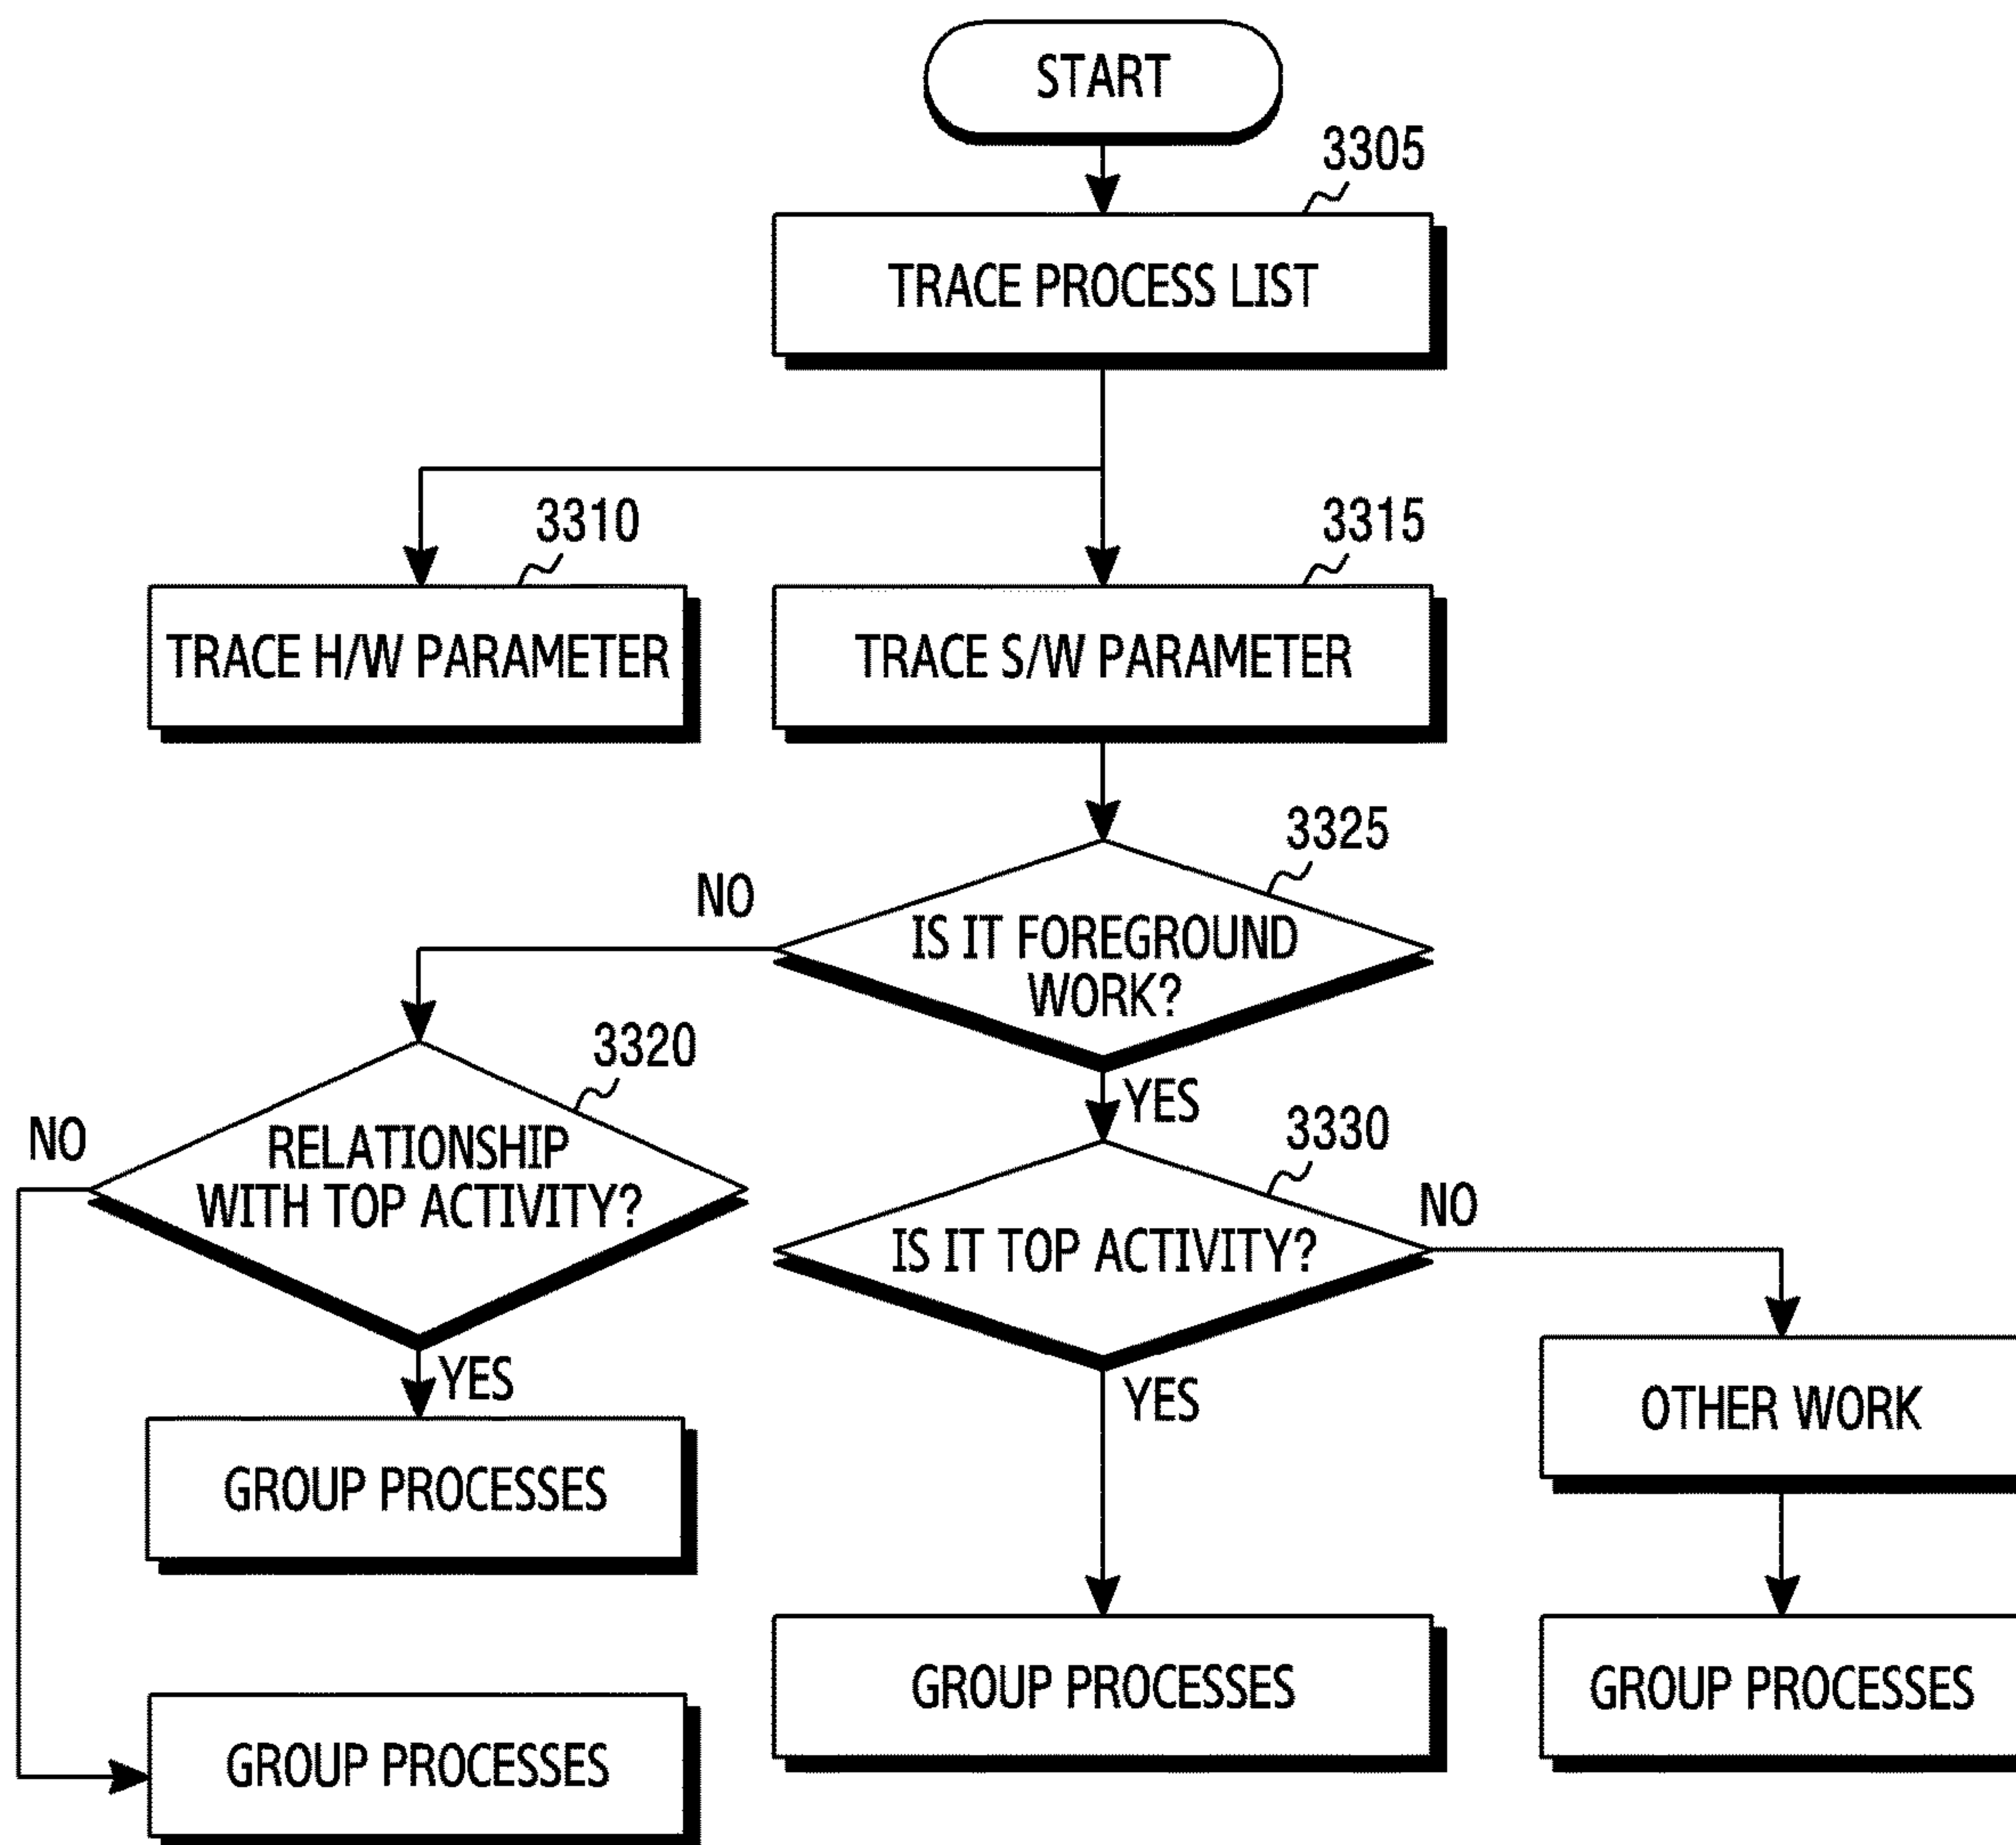 START
3305
TRACE PROCESS LIST
3310
3315
TRACE H/W PARAMETER
TRACE S/W PARAMETER
3325
NO
IS IT FOREGROUND
WORK?
3320
YES
3330
NO
RELATIONSHIP
WITH TOP ACTIVITY?
NO
IS IT TOP ACTIVITY?
YES
YES
OTHER WORK
GROUP PROCESSES
GROUP PROCESSES
GROUP PROCESSES
GROUP PROCESSES